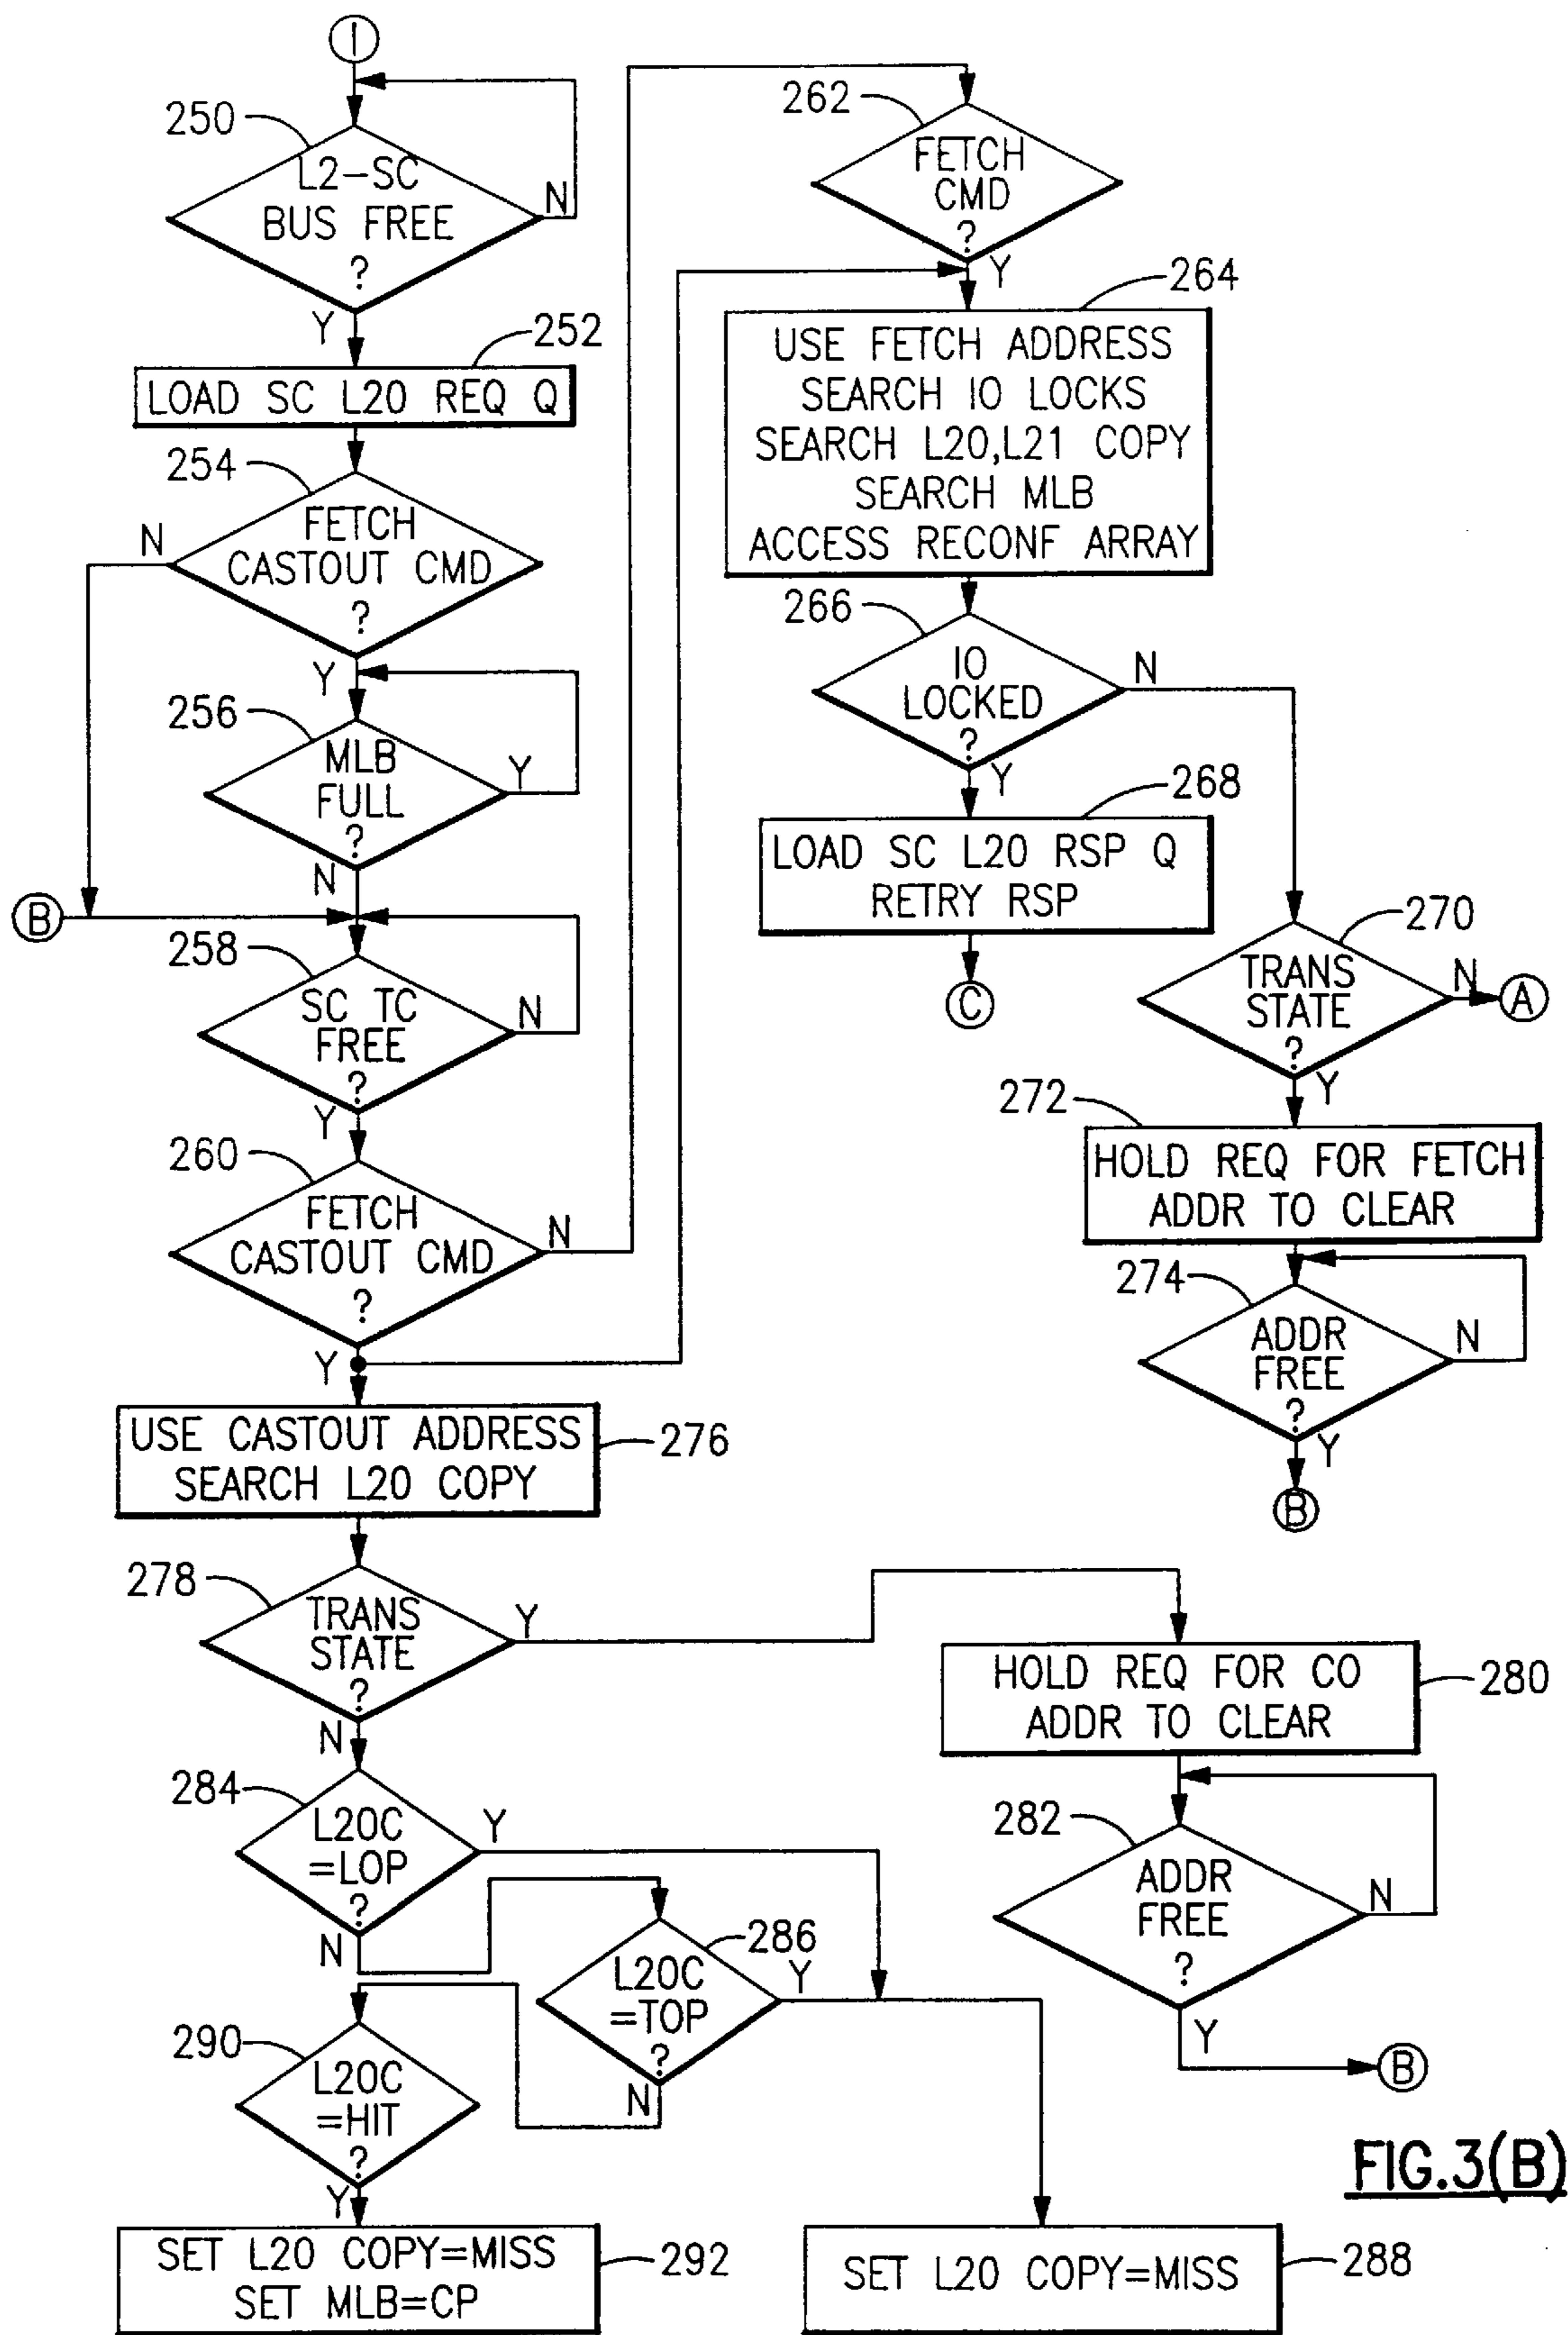 1
250
L2-SC
BUS FREE
?
N
Y
252
LOAD SC L20 REQ Q
254
FETCH
CASTOUT CMD
?
N
Y
256
MLB
FULL
?
Y
N
B
258
SC TC
FREE
?
N
Y
260
FETCH
CASTOUT CMD
?
N
Y
262
FETCH
CMD
?
Y
264
USE FETCH ADDRESS
SEARCH IO LOCKS
SEARCH L20,L21 COPY
SEARCH MLB
ACCESS RECONF ARRAY
266
IO
LOCKED
?
N
Y
268
LOAD SC L20 RSP Q
RETRY RSP
C
270
TRANS
STATE
?
N
A
Y
272
HOLD REQ FOR FETCH
ADDR TO CLEAR
274
ADDR
FREE
?
N
Y
B
USE CASTOUT ADDRESS
SEARCH L20 COPY
276
278
TRANS
STATE
?
Y
N
HOLD REQ FOR CO
ADDR TO CLEAR
280
282
ADDR
FREE
?
N
Y
B
284
L20C
=LOP
?
Y
N
286
L20C
=TOP
?
Y
N
290
L20C
=HIT
?
Y
SET L20 COPY=MISS
SET MLB=CP
292
SET L20 COPY=MISS
288
FIG.3(B)